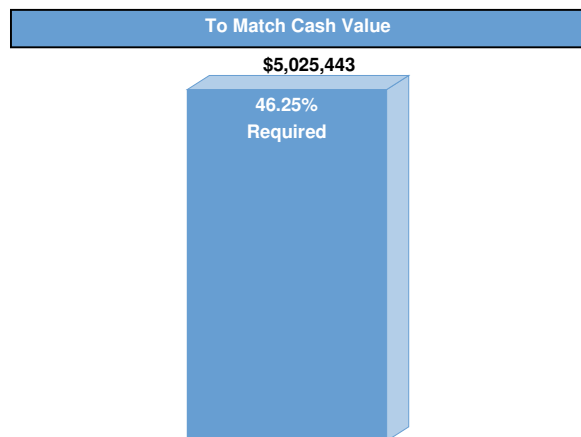 To Match Cash Value
$5,025,443
46.25%
Required